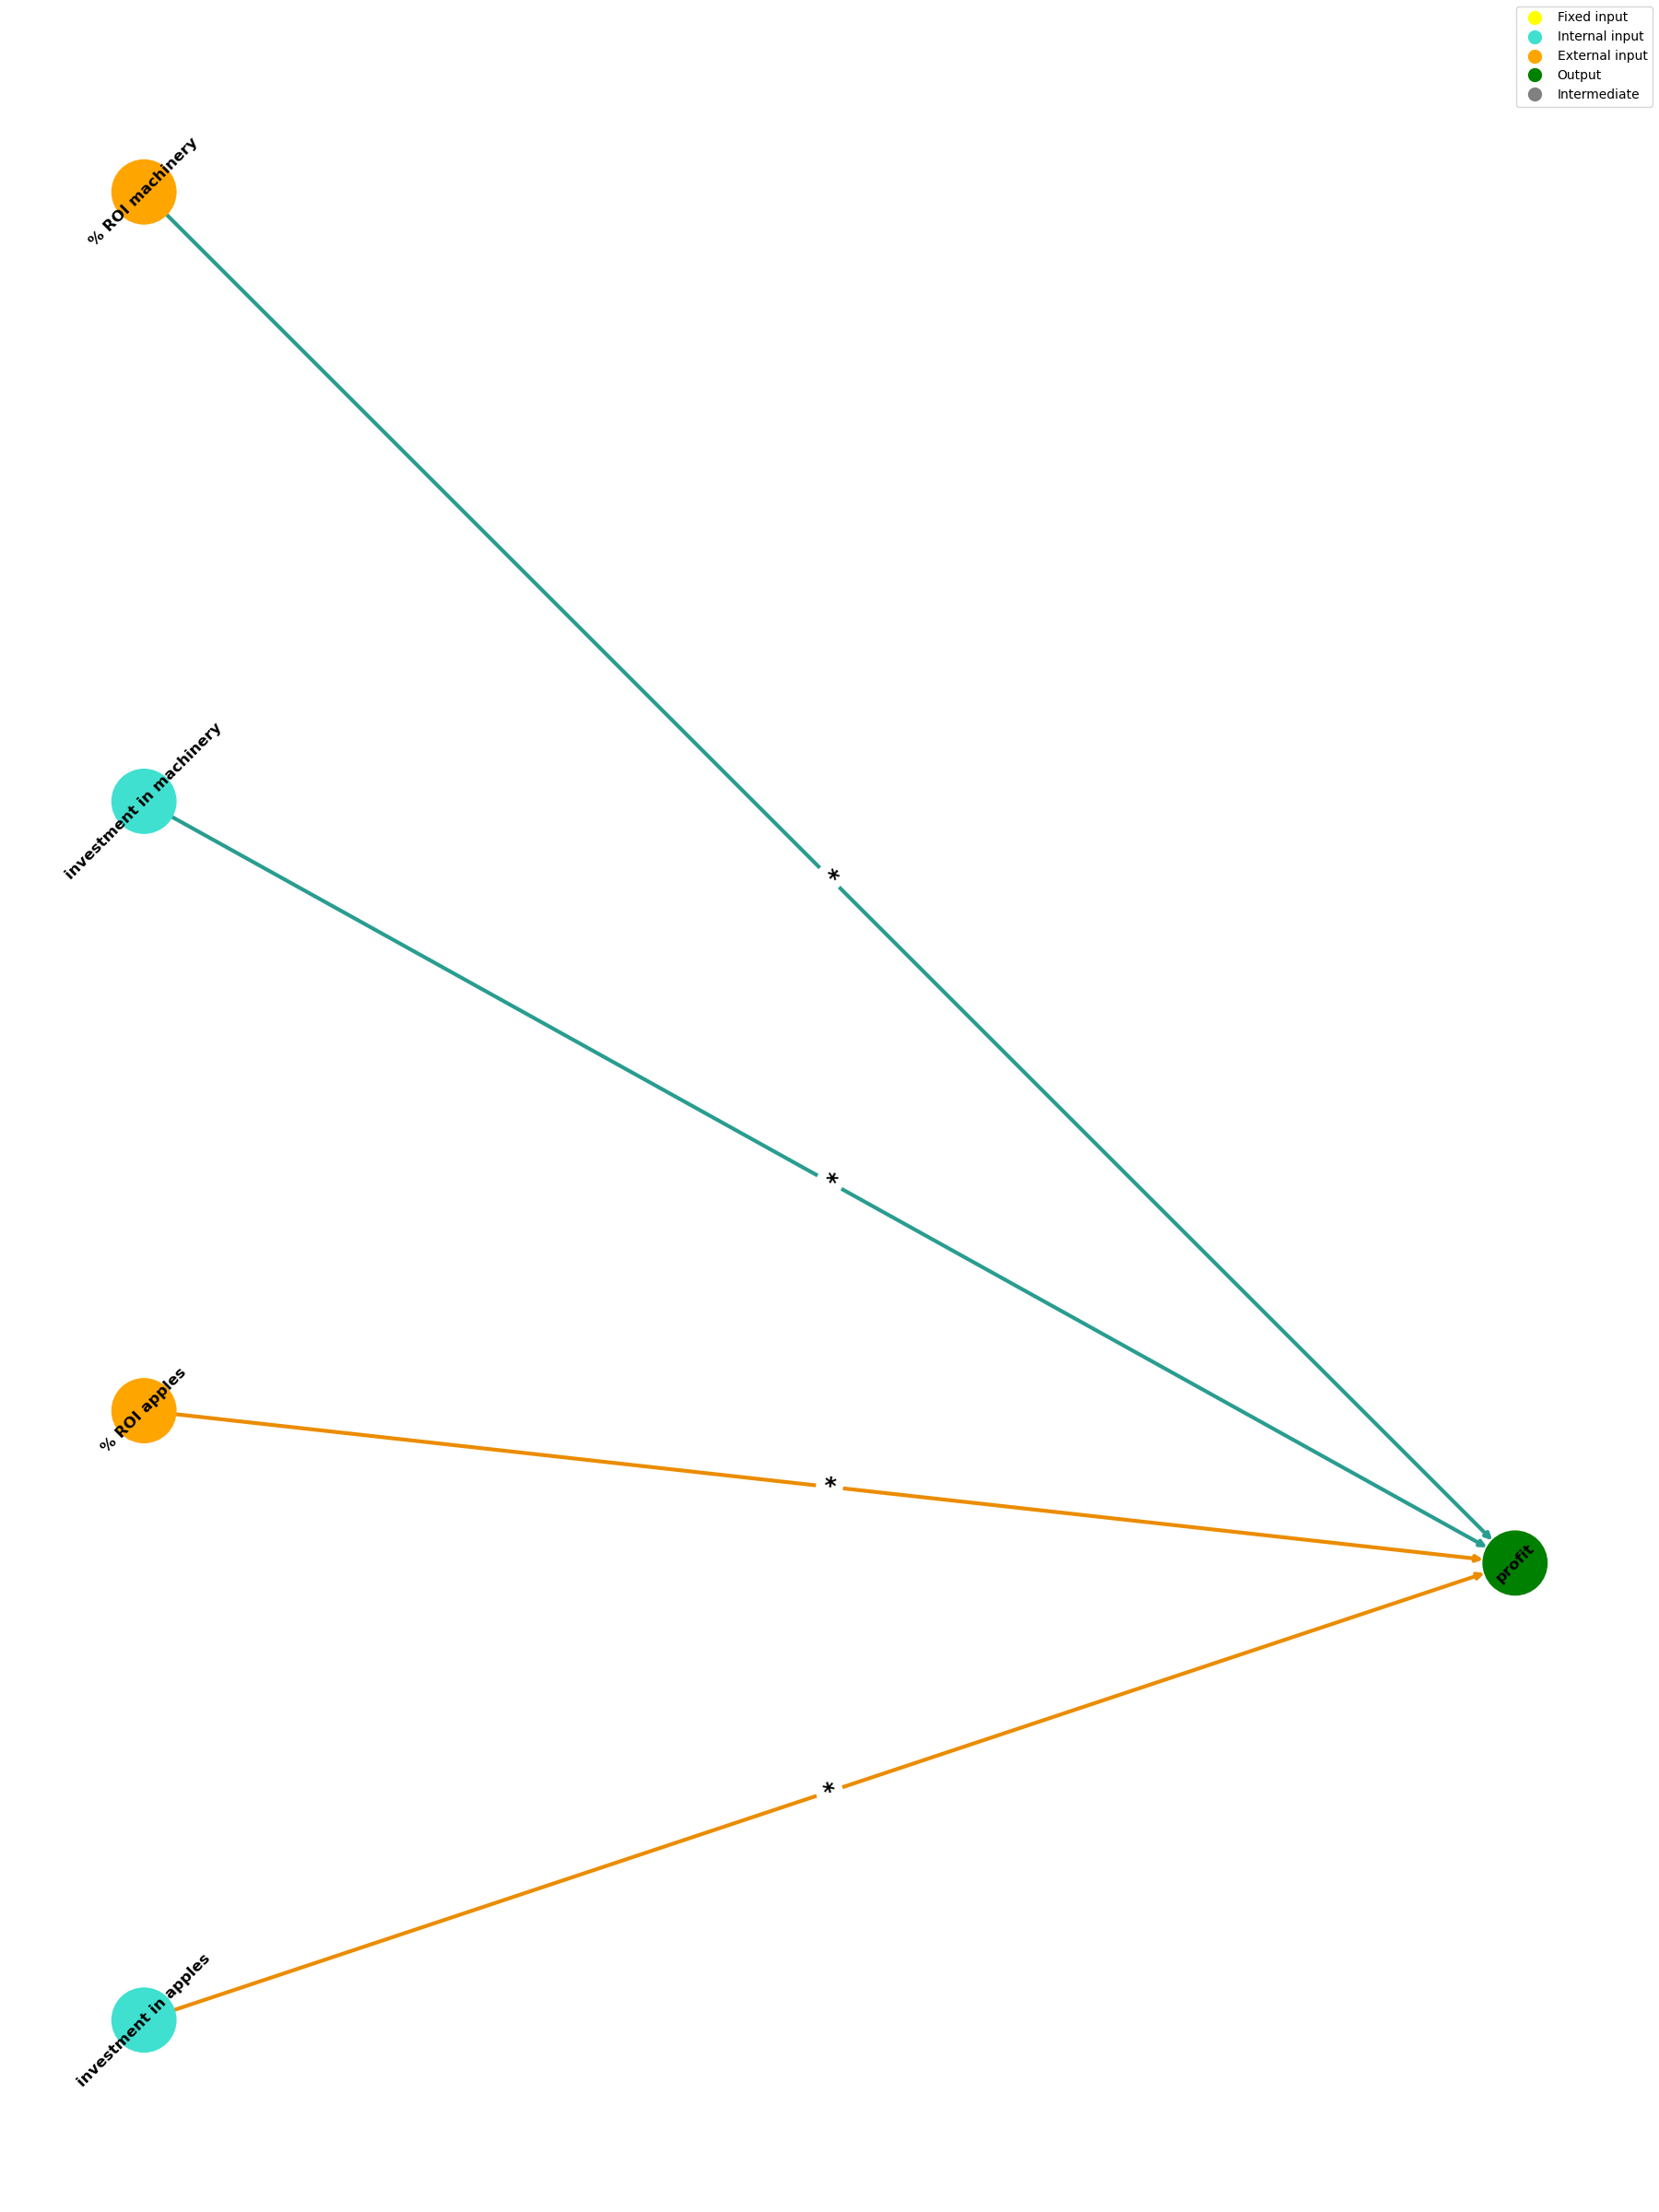 Fixed input
Internal input
External input
Output
Intermediate
% ROI machinery
investment in machinery
*
*
% ROI apples
*
profit
*
investment in apples